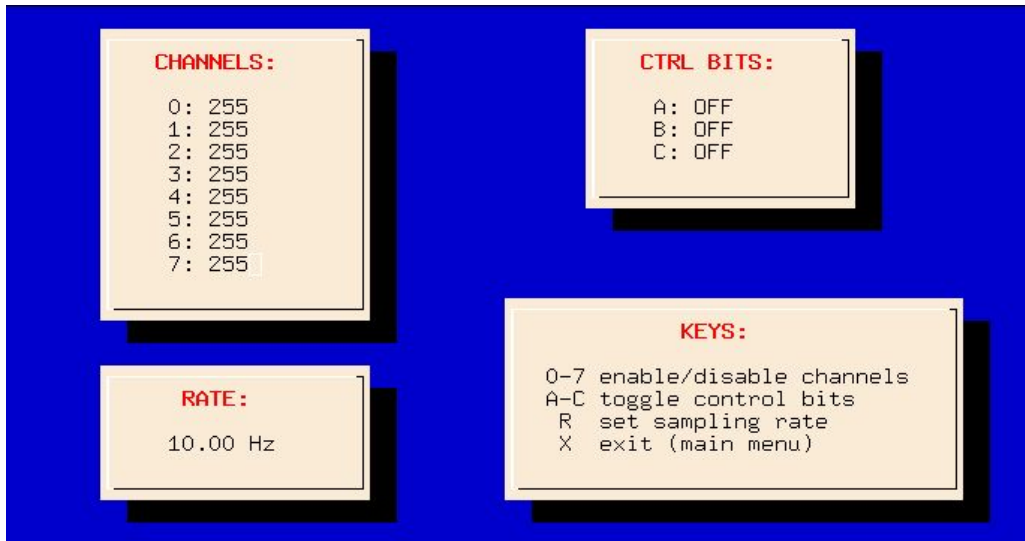 CHANNELS:
0: 255
1: 255
2: 255
3: 255
4: 255
5: 255
6: 255
7: 255
RATE:
10.00 Hz
CTRL BITS:
A: OFF
B: OFF
C: OFF
KEYS:
0-7 enable/disable channels
A-C toggle control bits
R set sampling rate
X exit (main menu)